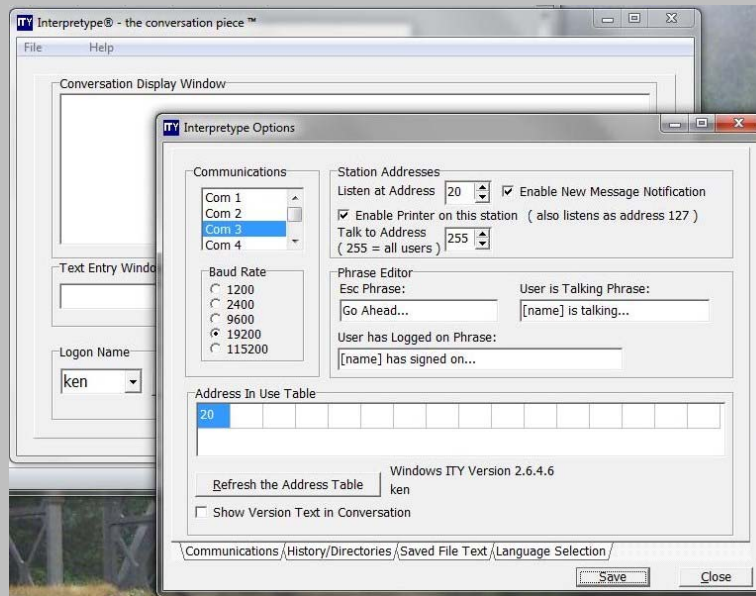 ITY Interpretype® - the conversation piece ™
File Help
Conversation Display Window
Text Entry Windo
Logon Name
ken
ITY Interpretype Options
Communications
Com 1
Com 2
Com 3
Com 4
Baud Rate
1200
2400
9600
19200
115200
Station Addresses
Listen at Address 20 Enable New Message Notification
Enable Printer on this station ( also listens as address 127 )
Talk to Address
( 255 = all users ) 255
Phrase Editor
Esc Phrase: User is Talking Phrase:
Go Ahead... [name] is talking...
User has Logged on Phrase:
[name] has signed on...
Address In Use Table
20
Refresh the Address Table
Windows ITY Version 2.6.4.6
ken
Show Version Text in Conversation
Communications History/Directories Saved File Text Language Selection
Save Close